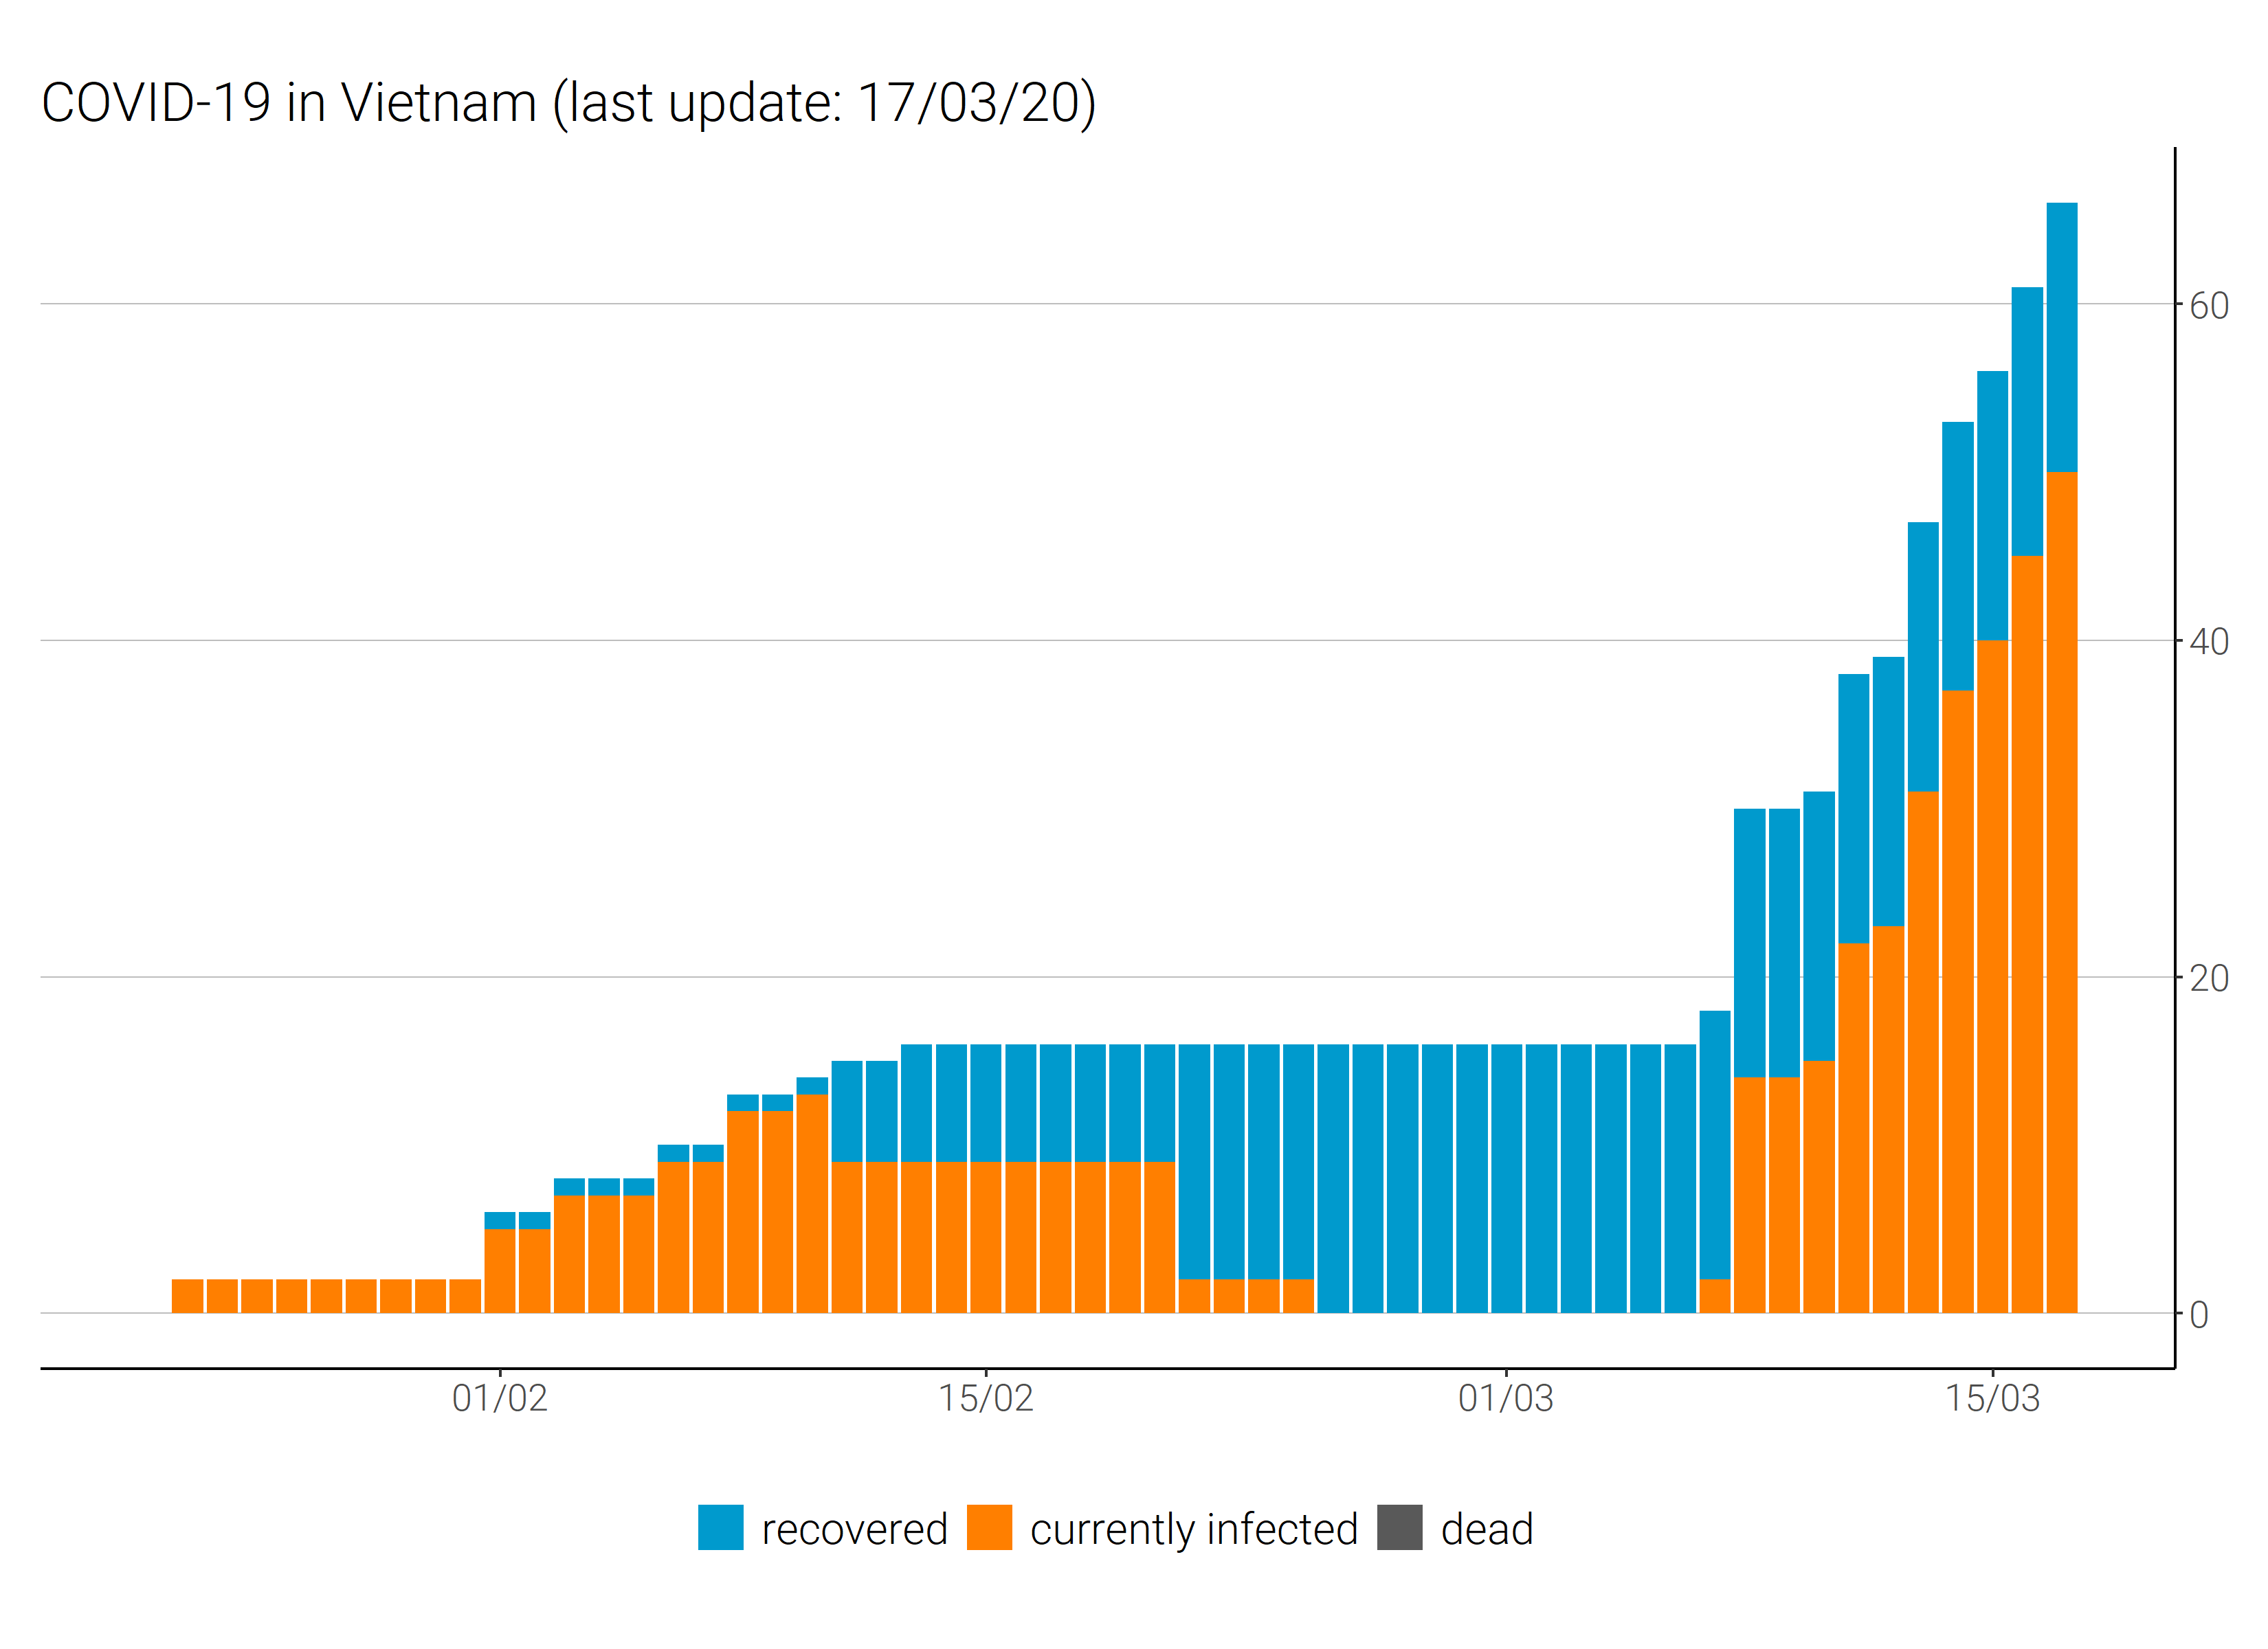 COVID-19 in Vietnam (last update: 17/03/20)
60
40
20
0
01/02 15/02 01/03 15/03
recovered currently infected dead